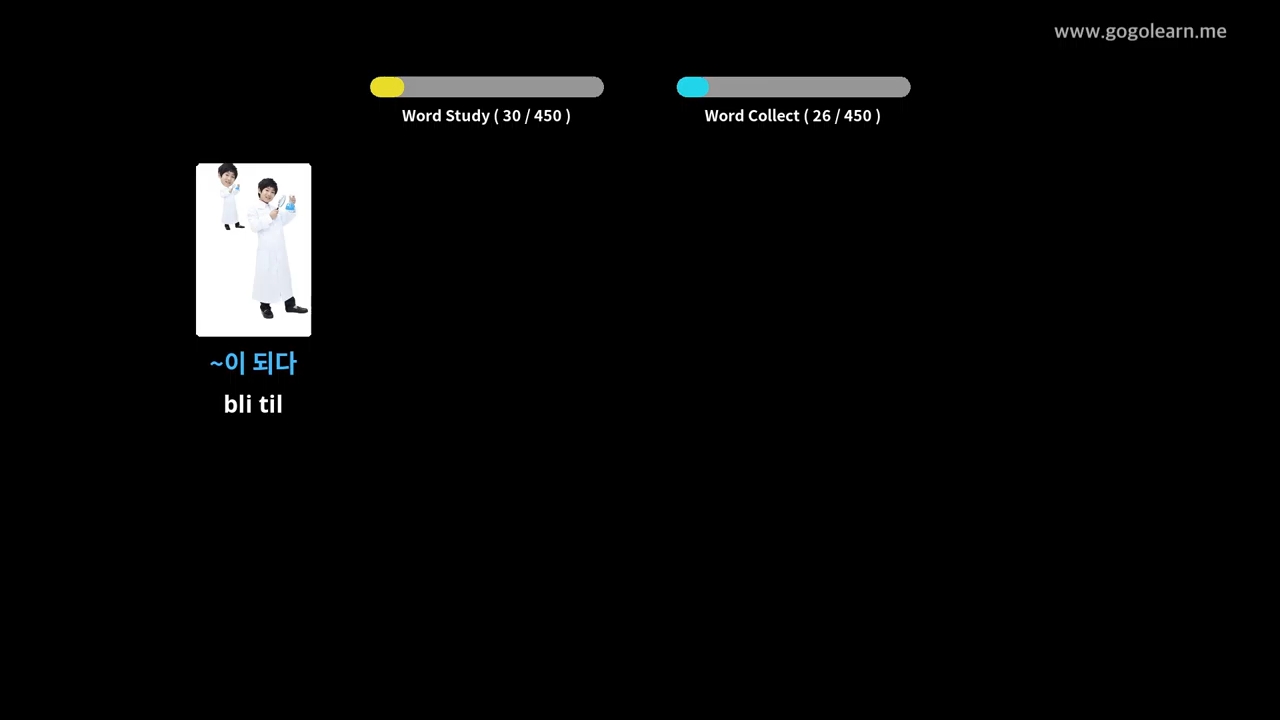 www.gogolearn.me
Word Study ( 30 / 450 )
Word Collect ( 26 / 450 )
~이 되다
bli til